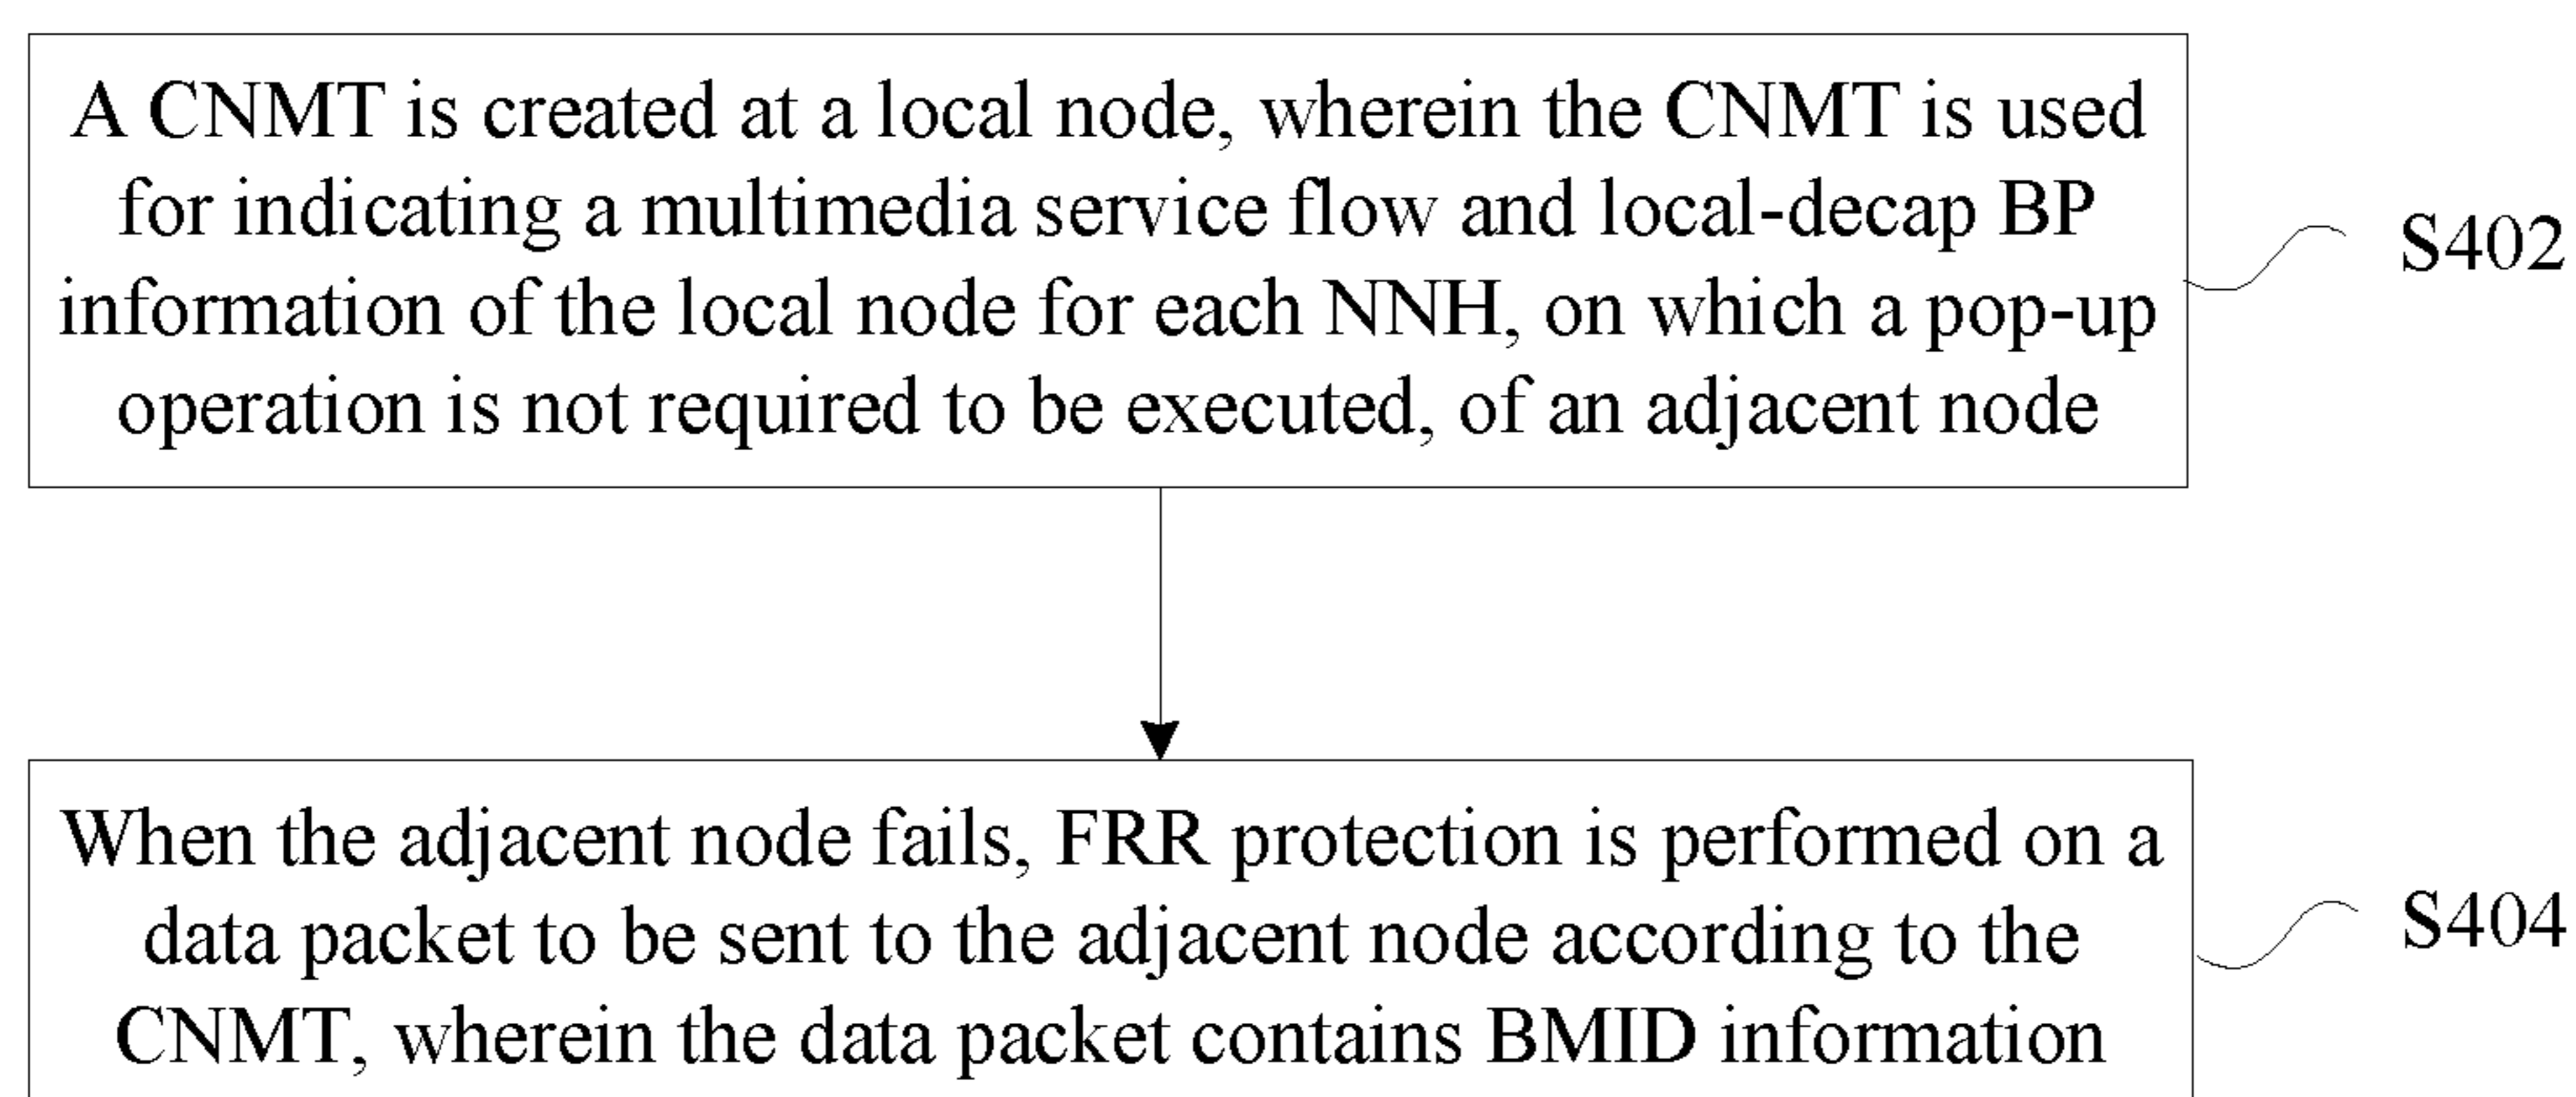 A CNMT is created at a local node, wherein the CNMT is used
for indicating a multimedia service flow and local-decap BP
information of the local node for each NNH, on which a pop-up
operation is not required to be executed, of an adjacent node
S402
When the adjacent node fails, FRR protection is performed on a
data packet to be sent to the adjacent node according to the
CNMT, wherein the data packet contains BMID information
S404